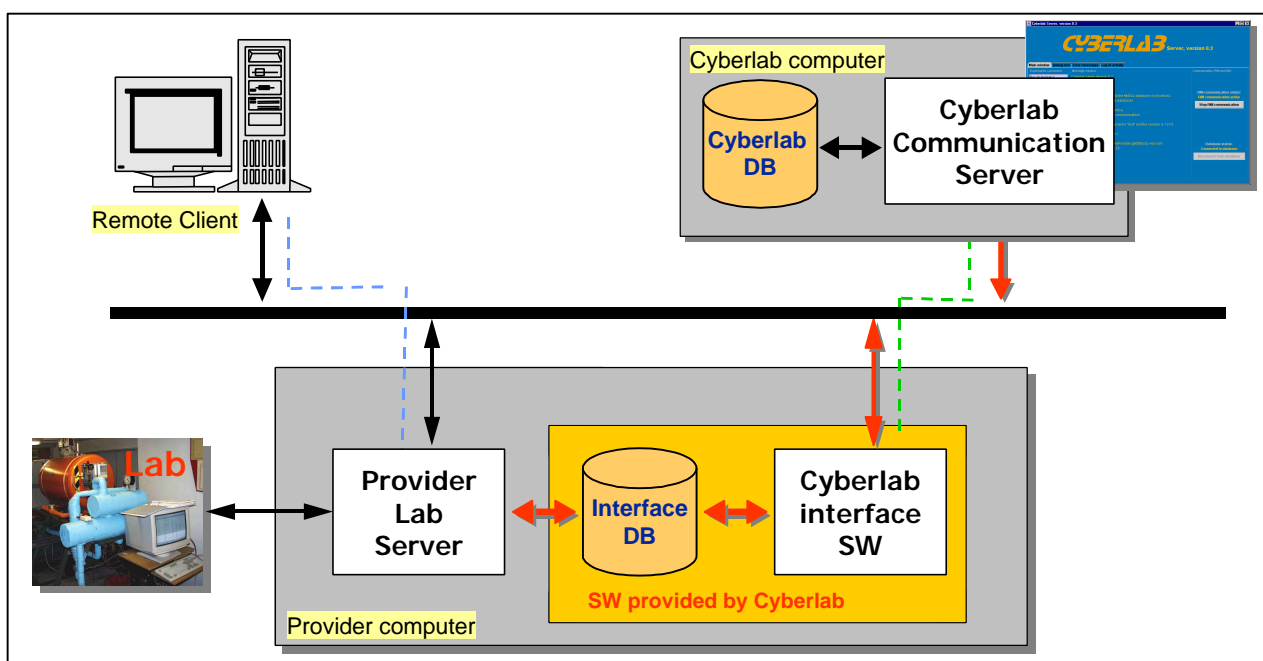 CYBERLAB Server, version 8.3
Cyberlab computer
Cyberlab
DB
Cyberlab
Communication
Server
Remote Client
Lab
Provider
Lab
Server
Interface
DB
Cyberlab
interface
SW
SW provided by Cyberlab
Provider computer